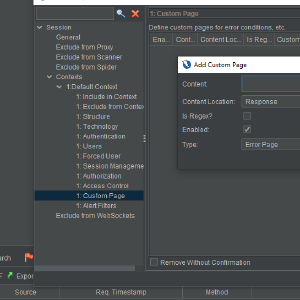 1: Custom Page
Define custom pages for error conditions, etc.
Ena...
Cont...
Content Loc...
Is Reg...
Custom
Session
General
Exclude from Proxy
Exclude from Scanner
Exclude from Spider
Contexts
1:Default Context
1: Include in Context
1: Exclude from Context
1: Structure
1: Technology
1: Authentication
1: Users
1: Forced User
1: Session Manageme
1: Authorization
1: Access Control
1: Custom Page
1: Alert Filters
Exclude from WebSockets
Add Custom Page
Content:
Content Location:
Response
Is Regex?
Enabled:
Type:
Error Page
Remove Without Confirmation
arch
Expor
Source
Req. Timestamp
Method